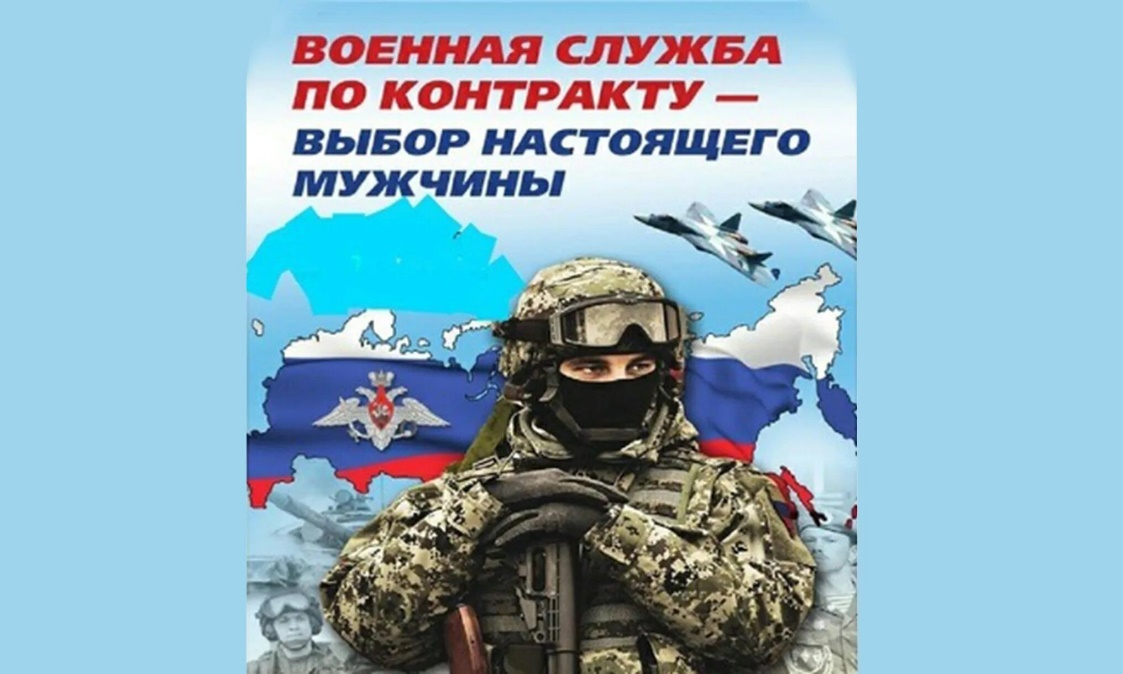 ВОЕННАЯ СЛУЖБА
ПО КОНТРАКТУ —
ВЫБОР НАСТОЯЩЕГО
МУЖЧИНЫ